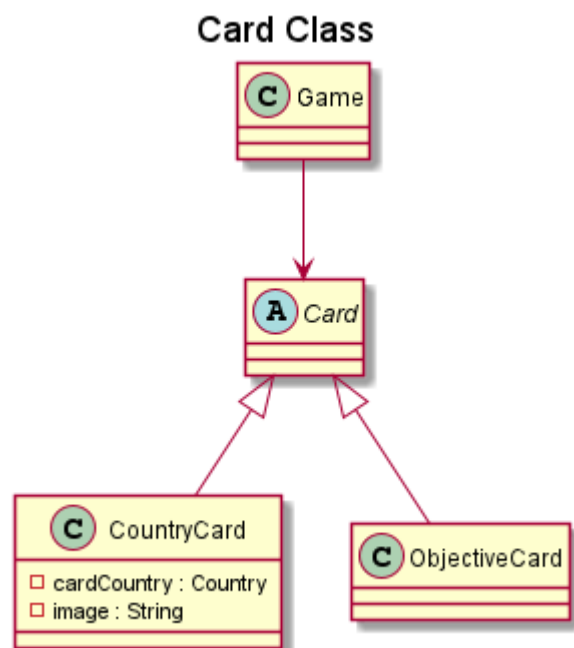 Card Class
C Game
A Card
C CountryCard
cardCountry : Country
image : String
C ObjectiveCard